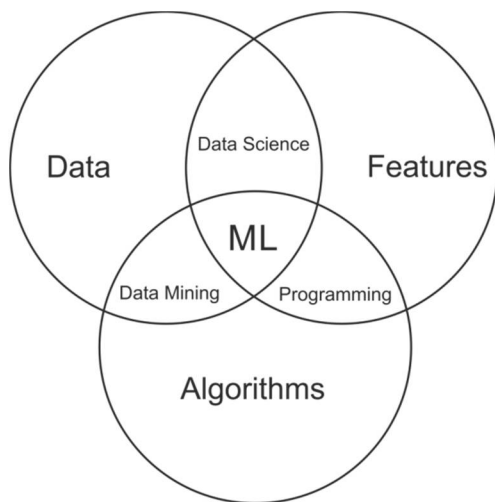 Data Science
Data
Features
ML
Data Mining
Programming
Algorithms